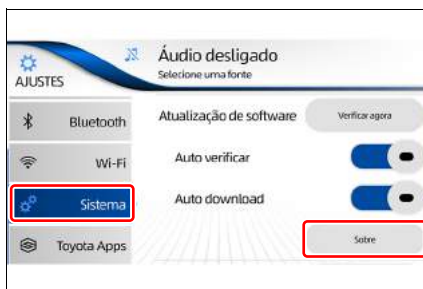 AJUSTES
Áudio desligado
Selecione uma fonte
Bluetooth
Wi-Fi
Sistema
Toyota Apps
Atualização de software
Verificar agora
Auto verificar
Auto download
Sobre